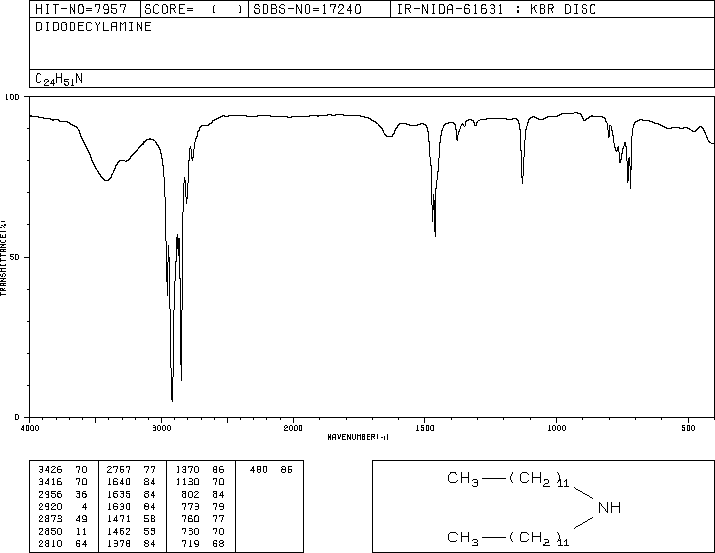 HIT-NO=7957 SCORE= ( ) SDBS-NO=17240 IR-NIDA-61631 : KBR DISC
DIDODECYLAMINE
C24H51N
100
50
0
TRANSMITTANCE(%)
4000 3000 2000 1500 1000 500
WAVENUMBER(-1)
3426 70 2767 77 1370 86 480 86
3416 70 1640 84 1130 70
2956 36 1635 84 802 84
2920 4 1630 84 773 79
2873 49 1471 58 760 77
2850 11 1462 55 730 70
2810 64 1378 84 719 68
CH3—(CH2)11
NH
CH3—(CH2)11